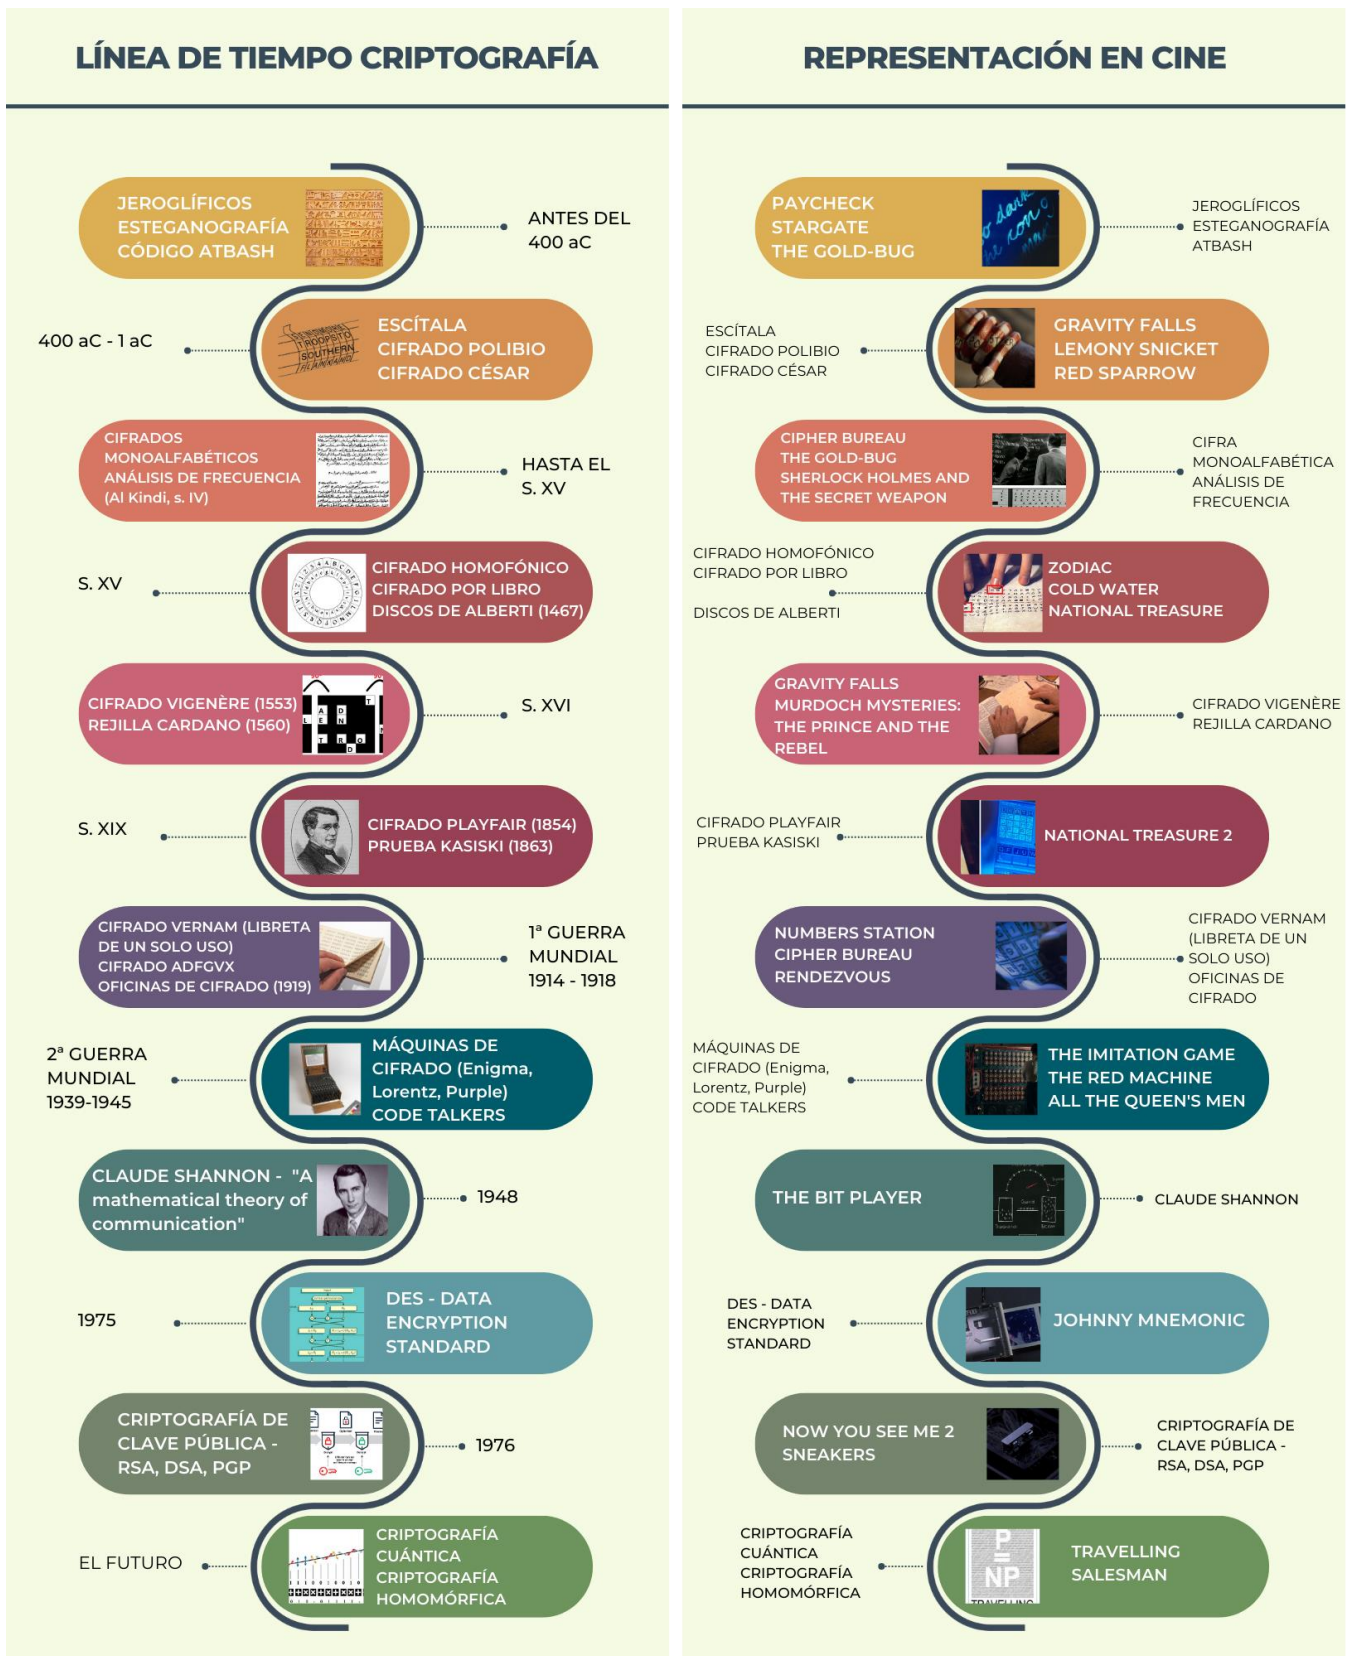 LÍNEA DE TIEMPO CRIPTOGRAFÍA
JEROGLÍFICOS
ESTEGANOGRAFÍA
CÓDIGO ATBASH
ANTES DEL
400 aC
400 aC - 1 aC
TROOPSTO
SOUTHERN
ESCÍTALA
CIFRADO POLIBIO
CIFRADO CÉSAR
CIFRADOS
MONOALFABÉTICOS
ANÁLISIS DE FRECUENCIA
(Al Kindi, s. IV)
HASTA EL
S. XV
S. XV
CIFRADO HOMOFÓNICO
CIFRADO POR LIBRO
DISCOS DE ALBERTI (1467)
CIFRADO VIGENÈRE (1553)
REJILLA CARDANO (1560)
S. XVI
S. XIX
CIFRADO PLAYFAIR (1854)
PRUEBA KASISKI (1863)
CIFRADO VERNAM (LIBRETA
DE UN SOLO USO)
CIFRADO ADFGVX
OFICINAS DE CIFRADO (1919)
1ª GUERRA
MUNDIAL
1914 - 1918
2ª GUERRA
MUNDIAL
1939-1945
MÁQUINAS DE
CIFRADO (Enigma,
Lorentz, Purple)
CODE TALKERS
CLAUDE SHANNON - "A
mathematical theory of
communication"
1948
1975
DES - DATA
ENCRYPTION
STANDARD
CRIPTOGRAFÍA DE
CLAVE PÚBLICA -
RSA, DSA, PGP
1976
EL FUTURO
CRIPTOGRAFÍA
CUÁNTICA
CRIPTOGRAFÍA
HOMOMÓRFICA
REPRESENTACIÓN EN CINE
PAYCHECK
STARGATE
THE GOLD-BUG
JEROGLÍFICOS
ESTEGANOGRAFÍA
ATBASH
ESCÍTALA
CIFRADO POLIBIO
CIFRADO CÉSAR
GRAVITY FALLS
LEMONY SNICKET
RED SPARROW
CIPHER BUREAU
THE GOLD-BUG
SHERLOCK HOLMES AND
THE SECRET WEAPON
CIFRA
MONOALFABÉTICA
ANÁLISIS DE
FRECUENCIA
CIFRADO HOMOFÓNICO
CIFRADO POR LIBRO
DISCOS DE ALBERTI
ZODIAC
COLD WATER
NATIONAL TREASURE
GRAVITY FALLS
MURDOCH MYSTERIES:
THE PRINCE AND THE
REBEL
CIFRADO VIGENÈRE
REJILLA CARDANO
CIFRADO PLAYFAIR
PRUEBA KASISKI
NATIONAL TREASURE 2
NUMBERS STATION
CIPHER BUREAU
RENDEZVOUS
CIFRADO VERNAM
(LIBRETA DE UN
SOLO USO)
OFICINAS DE
CIFRADO
MÁQUINAS DE
CIFRADO (Enigma,
Lorentz, Purple)
CODE TALKERS
THE IMITATION GAME
THE RED MACHINE
ALL THE QUEEN'S MEN
THE BIT PLAYER
CLAUDE SHANNON
DES - DATA
ENCRYPTION
STANDARD
JOHNNY MNEMONIC
NOW YOU SEE ME 2
SNEAKERS
CRIPTOGRAFÍA DE
CLAVE PÚBLICA -
RSA, DSA, PGP
CRIPTOGRAFÍA
CUÁNTICA
CRIPTOGRAFÍA
HOMOMÓRFICA
P
=
NP
TRAVELLING
SALESMAN